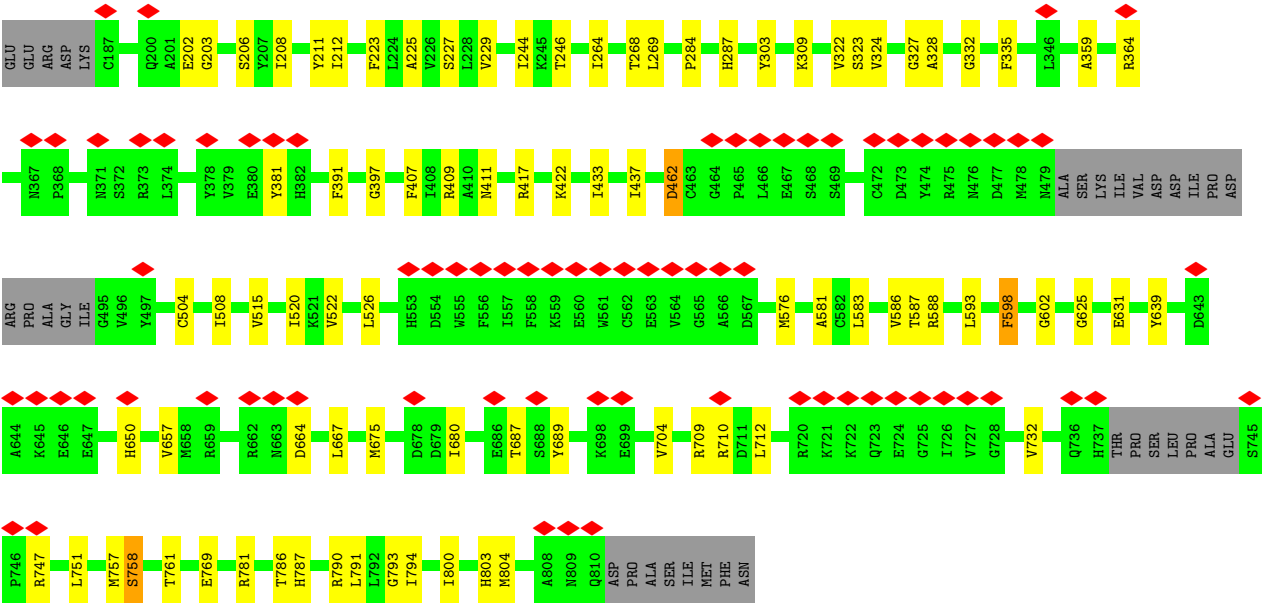 GLU GLU ARG ASP LYS C187 Q200 A201 E202 G203 S206 Y207 I208 Y211 I212 F223 L224 A225 V226 S227 L228 V229 I244 K245 T246 I264 T268 L269 P284 H287 Y303 K309 V322 S323 V324 G327 A328 G332 F335 L346 A359 R364
N367 P368 N371 S372 R373 L374 Y378 V379 E380 Y381 H382 F391 G397 F407 I408 R409 A410 N411 R417 K422 I433 I437 D462 C463 G464 P465 L466 E467 S468 S469 C472 D473 Y474 R475 N476 D477 M478 N479 ALA SER LYS ILE VAL ASP ASP ILE PRO ASP
ARG PRO ALA GLY ILE G495 V496 Y497 C504 I508 V515 I520 K521 V522 L526 H553 D554 W555 F556 I557 F558 K559 E560 W561 C562 E563 V564 G565 A566 D567 M576 A581 C582 L583 V586 T587 R588 L593 F598 G602 G625 E631 Y639 D643
A644 K645 E646 E647 H650 V657 M658 R659 R662 N663 D664 L667 M675 D678 D679 I680 E686 T687 S688 Y689 K698 E699 V704 R709 R710 D711 L712 R720 K721 K722 Q723 E724 G725 I726 V727 G728 V732 Q736 H737 THR PRO SER LEU PRO ALA GLU S745
P746 R747 L751 M757 S758 T761 E769 R781 T786 H787 R790 L791 L792 G793 I794 I800 H803 M804 A808 N809 Q810 ASP PRO ALA SER ILE MET PHE ASN